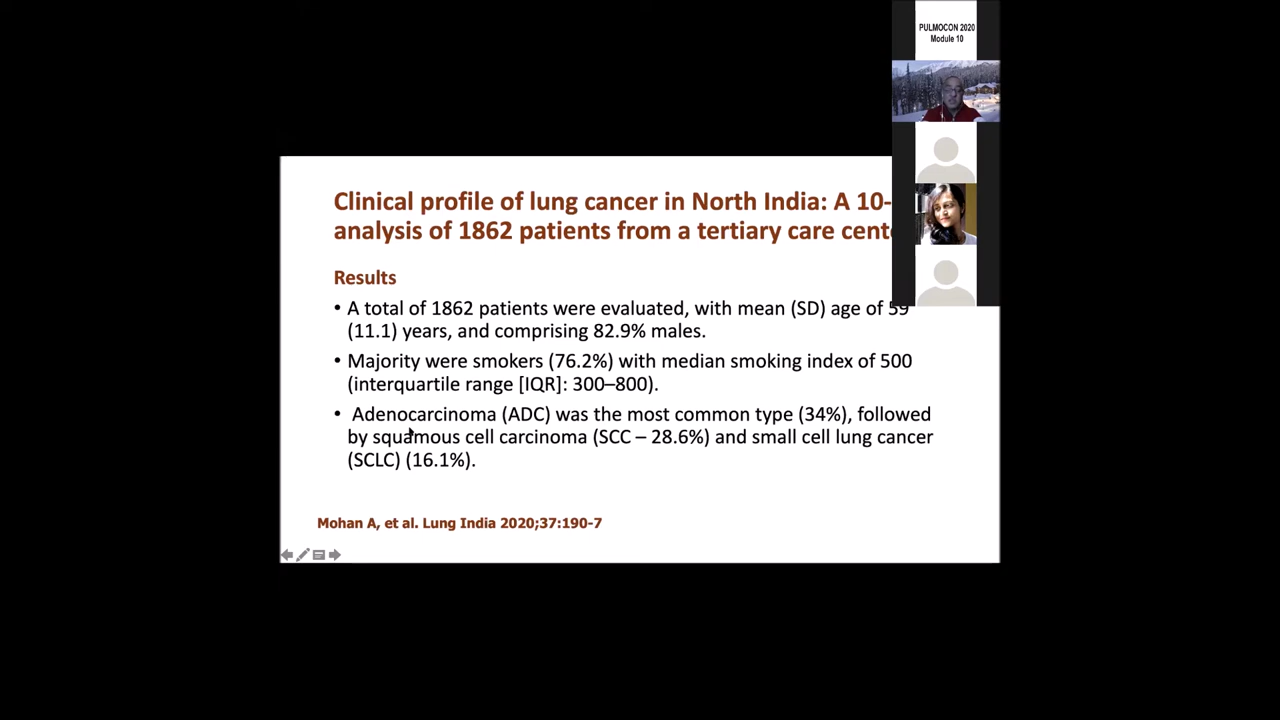 PULMOCON 2020
Module 10
Clinical profile of lung cancer in North India: A 10-
analysis of 1862 patients from a tertiary care cent
Results
• A total of 1862 patients were evaluated, with mean (SD) age of 59
(11.1) years, and comprising 82.9% males.
• Majority were smokers (76.2%) with median smoking index of 500
(interquartile range [IQR]: 300–800).
• Adenocarcinoma (ADC) was the most common type (34%), followed
by squamous cell carcinoma (SCC – 28.6%) and small cell lung cancer
(SCLC) (16.1%).
Mohan A, et al. Lung India 2020;37:190-7